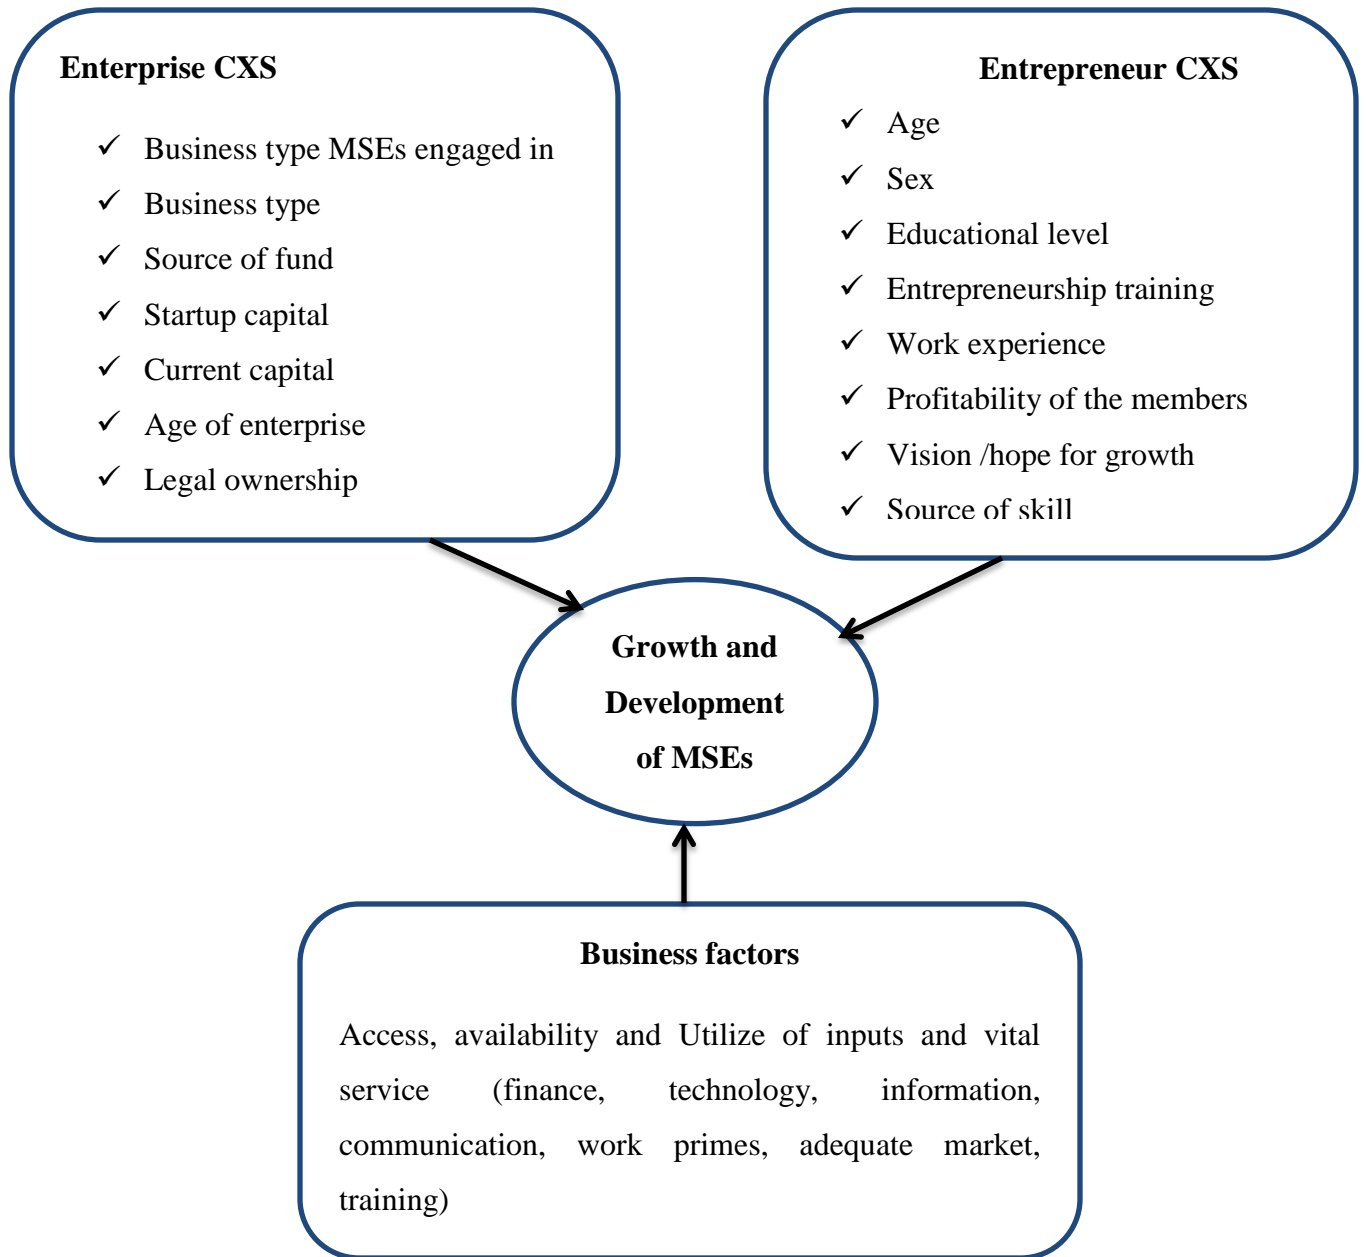 Enterprise CXS
✓ Business type MSEs engaged in
✓ Business type
✓ Source of fund
✓ Startup capital
✓ Current capital
✓ Age of enterprise
✓ Legal ownership
Entrepreneur CXS
✓ Age
✓ Sex
✓ Educational level
✓ Entrepreneurship training
✓ Work experience
✓ Profitability of the members
✓ Vision /hope for growth
✓ Source of skill
Growth and
Development
of MSEs
Business factors
Access, availability and Utilize of inputs and vital
service (finance, technology, information,
communication, work primes, adequate market,
training)